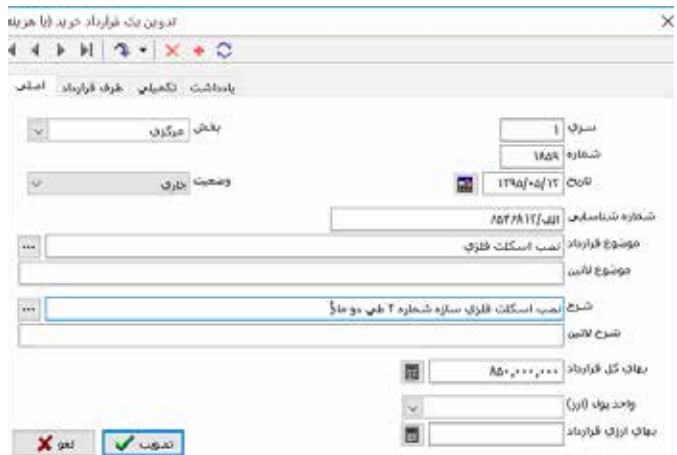 تدوین یک قرارداد خرید (یا هزینه
اصلی طرف قرارداد تکمیلی یادداشت
سری 1 بخش مرکزی
شماره ۱۸۵۹
تاریخ ۱۳۹۵/۰۵/۱۲ وضعیت جاری
شماره شناسایی الف/
موضوع قرارداد نصب اسکلت فلزی
موضوع لاتین
شرح نصب اسکلت فلزی سازه شماره ۲ طی دو ماه
شرح لاتین
بهای کل قرارداد ۸۵۰,۰۰۰,۰۰۰
واحد پول (ارز)
بهای ارزی قرارداد
تصویب لغو